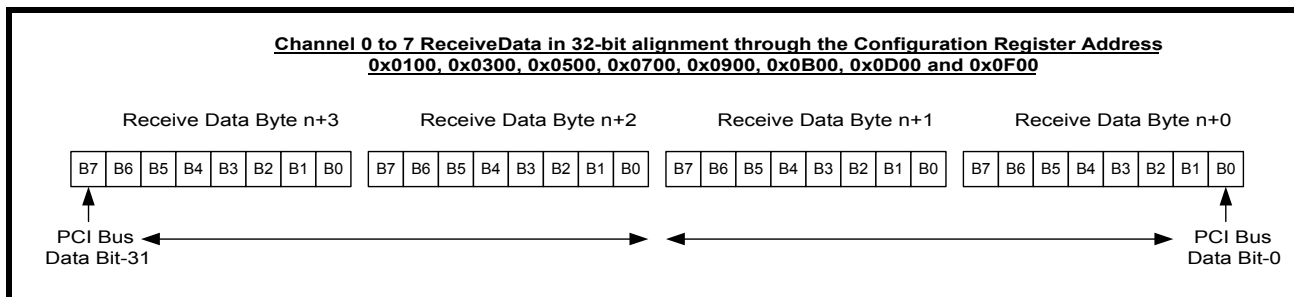 Channel 0 to 7 ReceiveData in 32-bit alignment through the Configuration Register Address
0x0100, 0x0300, 0x0500, 0x0700, 0x0900, 0x0B00, 0x0D00 and 0x0F00
Receive Data Byte n+3 Receive Data Byte n+2 Receive Data Byte n+1 Receive Data Byte n+0
B7 B6 B5 B4 B3 B2 B1 B0 B7 B6 B5 B4 B3 B2 B1 B0 B7 B6 B5 B4 B3 B2 B1 B0 B7 B6 B5 B4 B3 B2 B1 B0
PCI Bus PCI Bus
Data Bit-31 Data Bit-0